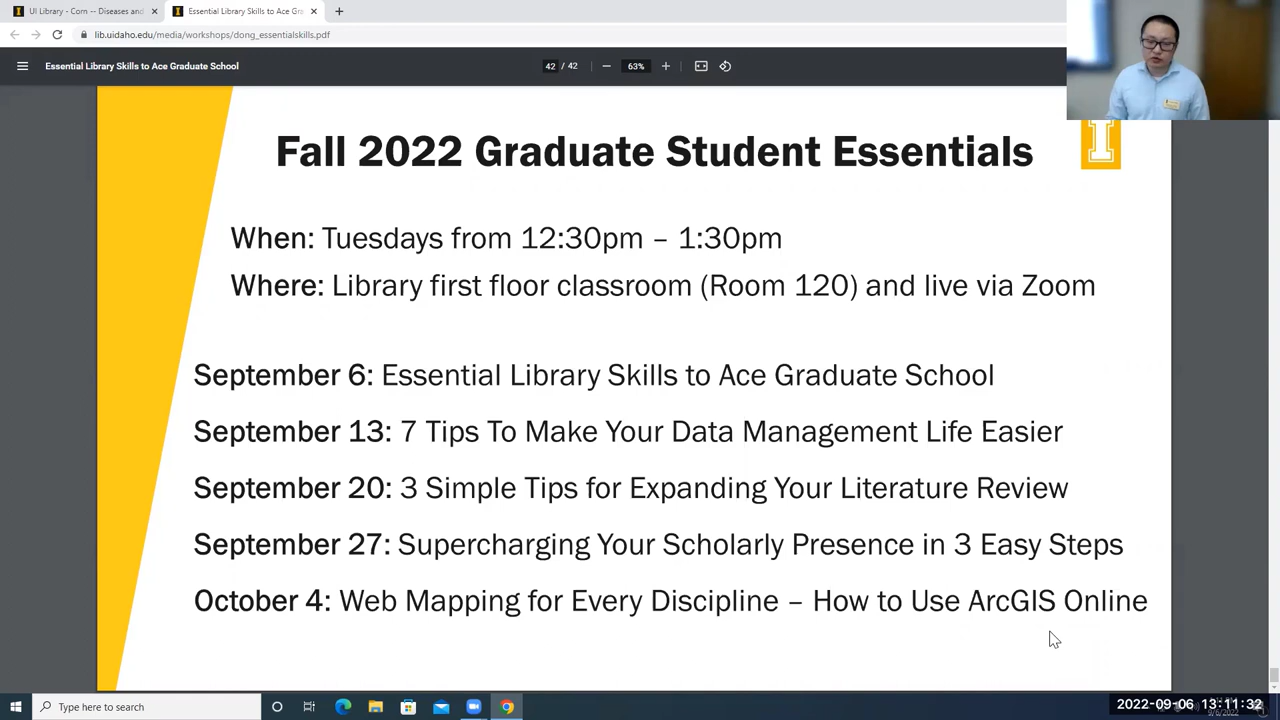 UI Library - Com -- Diseases and
Essential Library Skills to Ace Gra
lib.uidaho.edu/media/workshops/dong_essentialskills.pdf
Essential Library Skills to Ace Graduate School
42 / 42
63%
I
Fall 2022 Graduate Student Essentials
When: Tuesdays from 12:30pm – 1:30pm
Where: Library first floor classroom (Room 120) and live via Zoom
September 6: Essential Library Skills to Ace Graduate School
September 13: 7 Tips To Make Your Data Management Life Easier
September 20: 3 Simple Tips for Expanding Your Literature Review
September 27: Supercharging Your Scholarly Presence in 3 Easy Steps
October 4: Web Mapping for Every Discipline – How to Use ArcGIS Online
Type here to search
2022-09-06 13:11:32